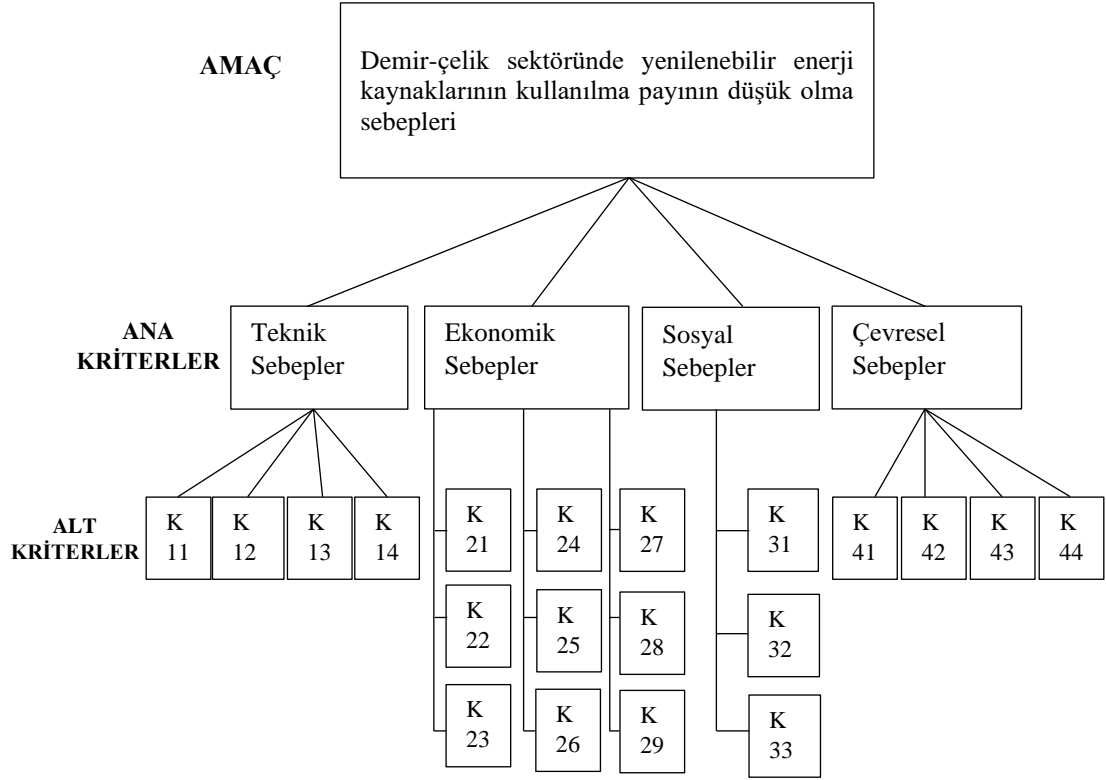 AMAÇ
Demir-çelik sektöründe yenilenebilir enerji
kaynaklarının kullanılma payının düşük olma
sebepleri
ANA
KRİTERLER
Teknik
Sebepler
Ekonomik
Sebepler
Sosyal
Sebepler
Çevresel
Sebepler
ALT
KRİTERLER
K
11
K
12
K
13
K
14
K
21
K
22
K
23
K
24
K
25
K
26
K
27
K
28
K
29
K
31
K
32
K
33
K
41
K
42
K
43
K
44